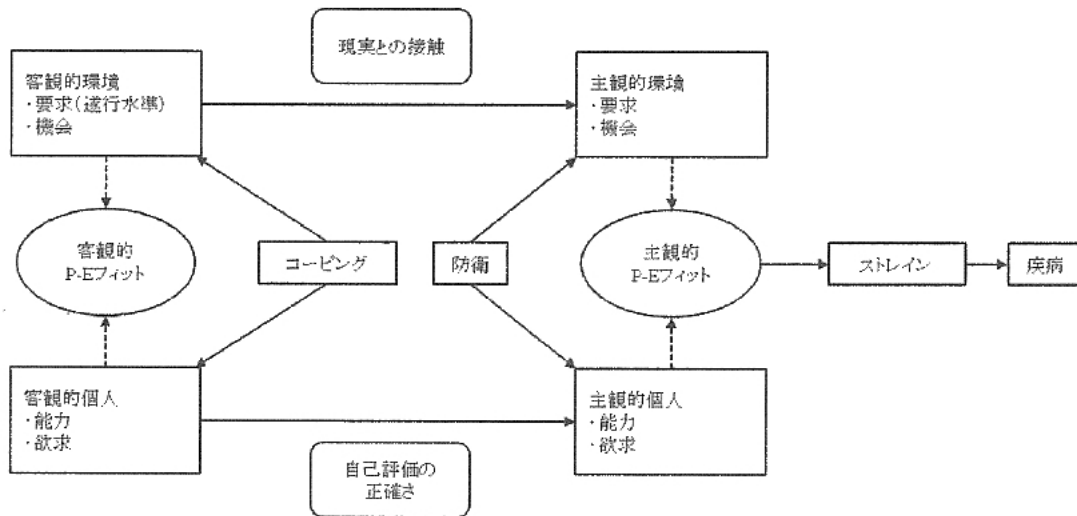 現実との接触
客観的環境
・要求(遂行水準)
・機会
主観的環境
・要求
・機会
客観的
P-Eフィット
コーピング
防衛
主観的
P-Eフィット
ストレイン
疾病
客観的個人
・能力
・欲求
主観的個人
・能力
・欲求
自己評価の
正確さ